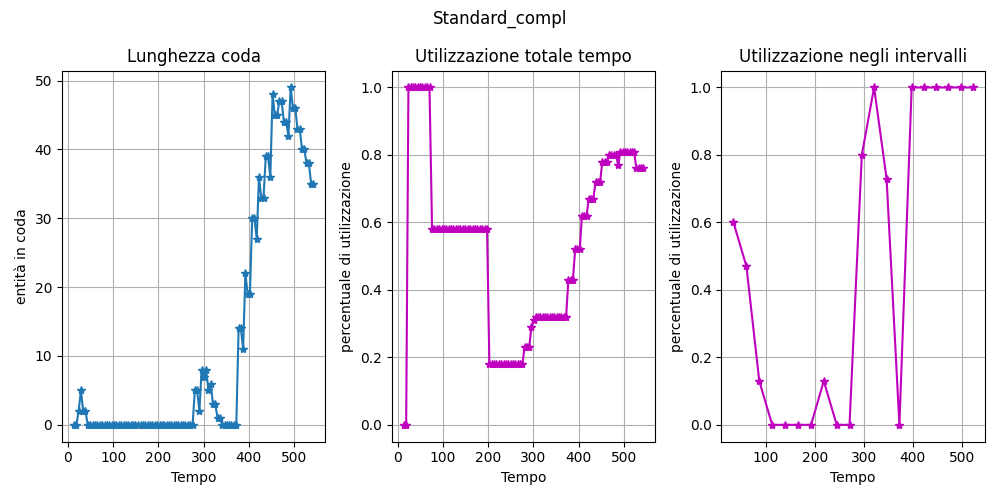 Standard_compl
Lunghezza coda
entità in coda
50
40
30
20
10
0
0 100 200 300 400 500
Tempo
Utilizzazione totale tempo
percentuale di utilizzazione
1.0
0.8
0.6
0.4
0.2
0.0
0 100 200 300 400 500
Tempo
Utilizzazione negli intervalli
percentuale di utilizzazione
1.0
0.8
0.6
0.4
0.2
0.0
100 200 300 400 500
Tempo